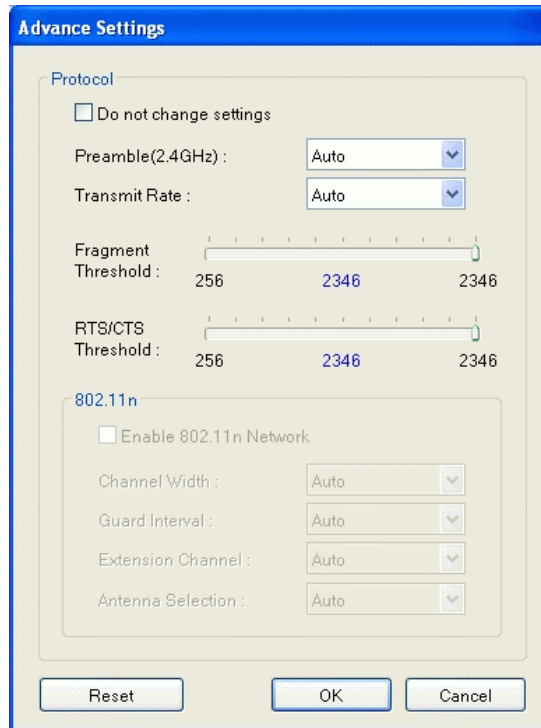 Advance Settings
Protocol
Do not change settings
Preamble(2.4GHz) : Auto
Transmit Rate : Auto
Fragment
Threshold :
256 2346 2346
RTS/CTS
Threshold :
256 2346 2346
802.11n
Enable 802.11n Network
Channel Width : Auto
Guard Interval : Auto
Extension Channel : Auto
Antenna Selection : Auto
Reset OK Cancel